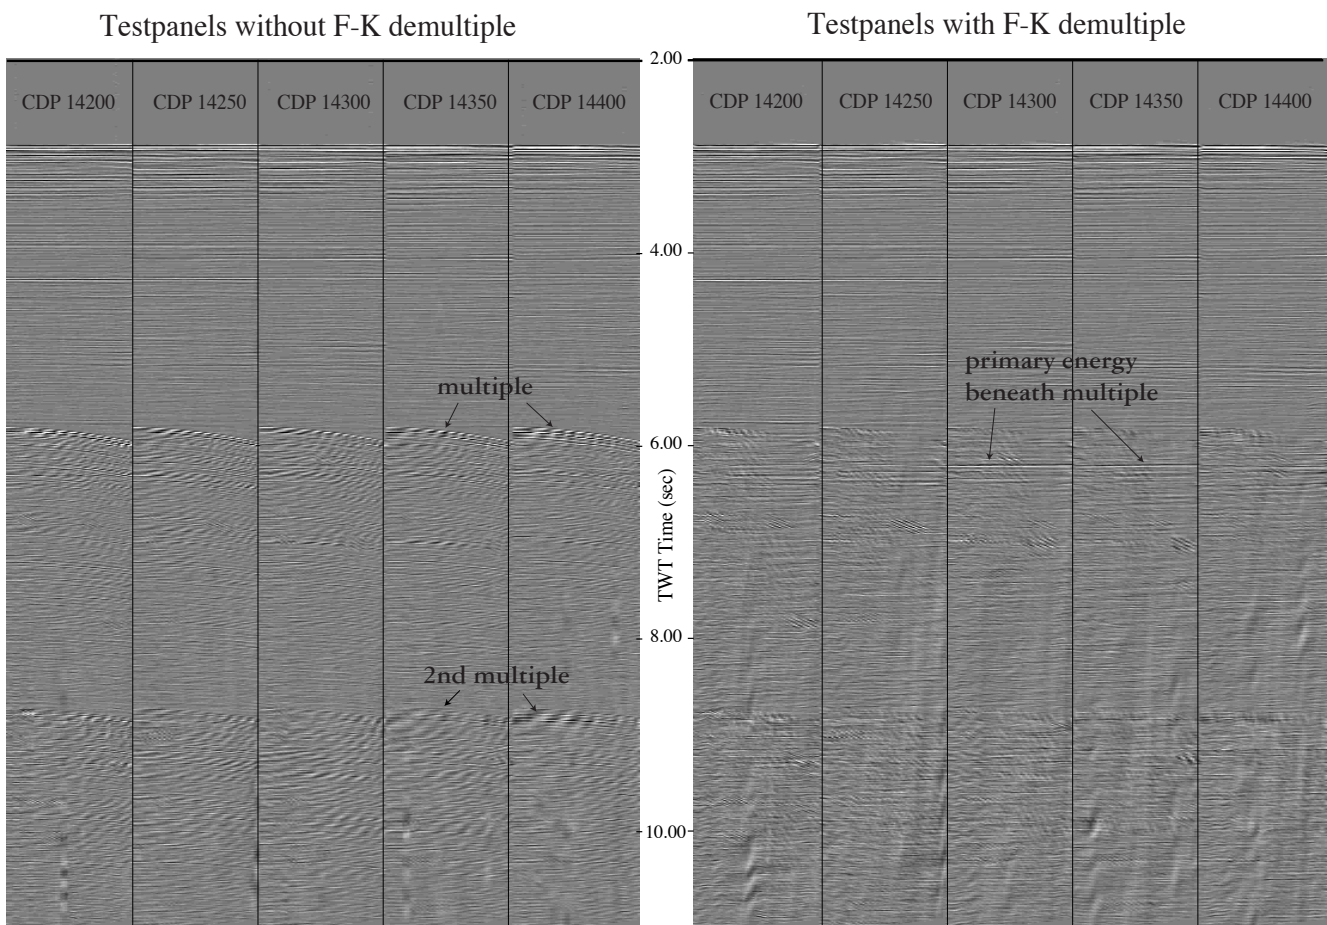 Testpanels without F-K demultiple
Testpanels with F-K demultiple
CDP 14200 CDP 14250 CDP 14300 CDP 14350 CDP 14400
2.00
CDP 14200 CDP 14250 CDP 14300 CDP 14350 CDP 14400
4.00
multiple
primary energy
beneath multiple
6.00
TWT Time (sec)
8.00
2nd multiple
10.00